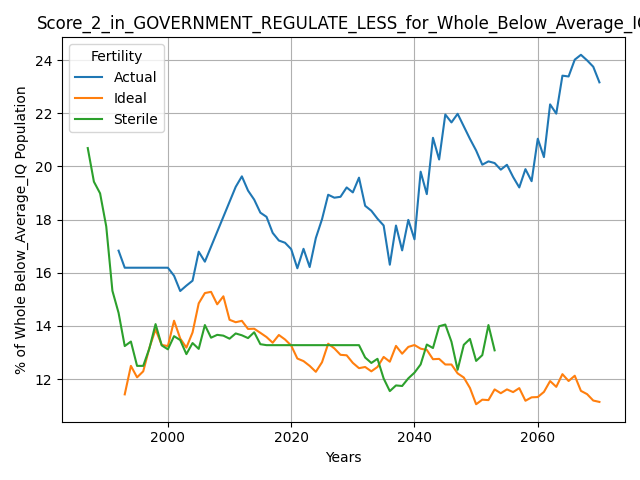 Score_2_in_GOVERNMENT_REGULATE_LESS_for_Whole_Below_Average_I
Fertility
Actual
Ideal
Sterile
% of Whole Below_Average_IQ Population
24
22
20
18
16
14
12
2000
2020
2040
2060
Years